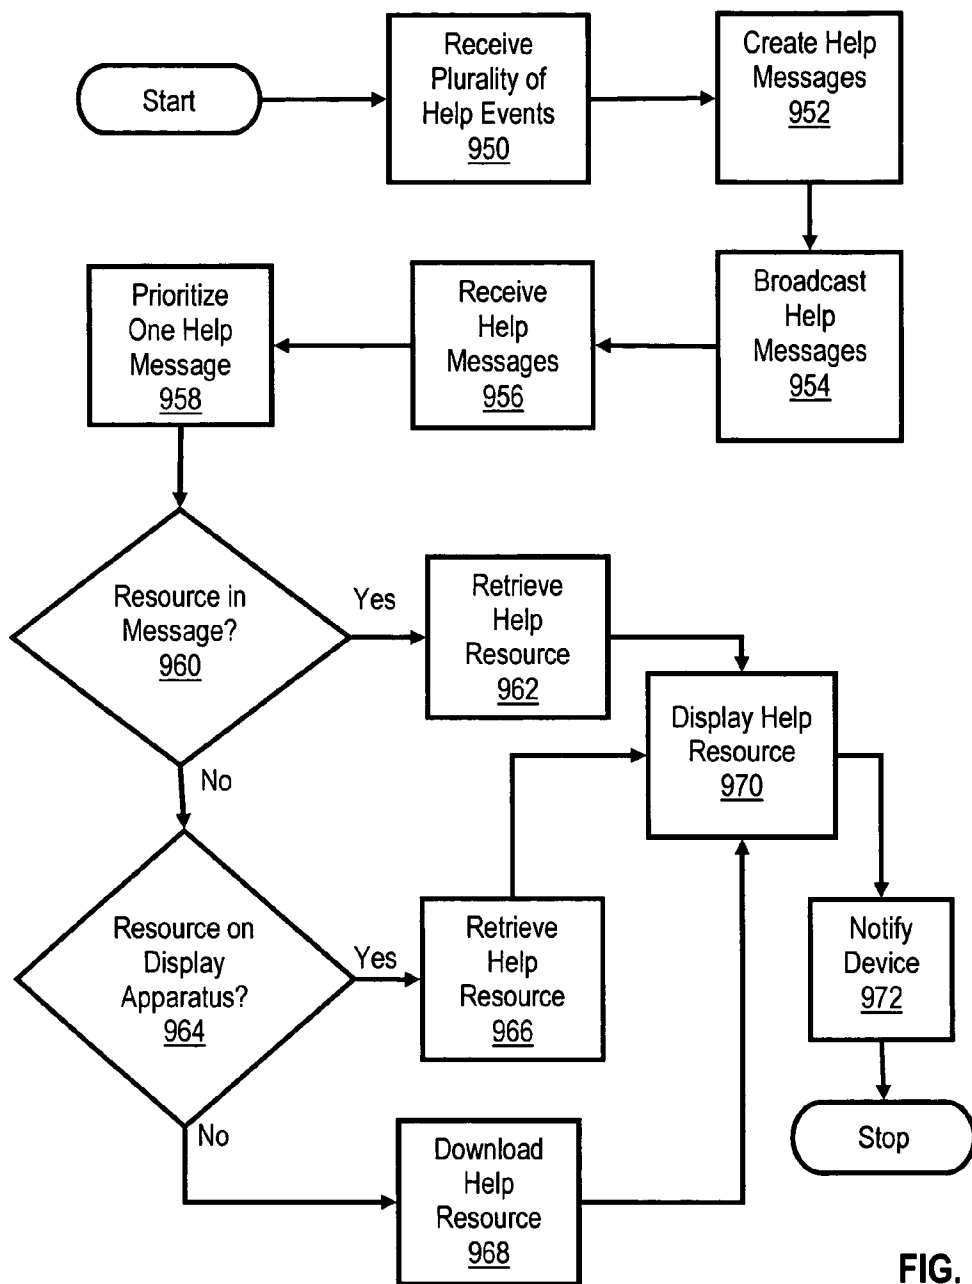 Start
Receive
Plurality of
Help Events
950
Create Help
Messages
952
Broadcast
Help
Messages
954
Receive
Help
Messages
956
Prioritize
One Help
Message
958
Resource in
Message?
960
Yes
No
Retrieve
Help
Resource
962
Display Help
Resource
970
Resource on
Display
Apparatus?
964
Yes
No
Retrieve
Help
Resource
966
Notify
Device
972
Download
Help
Resource
968
Stop
FIG.